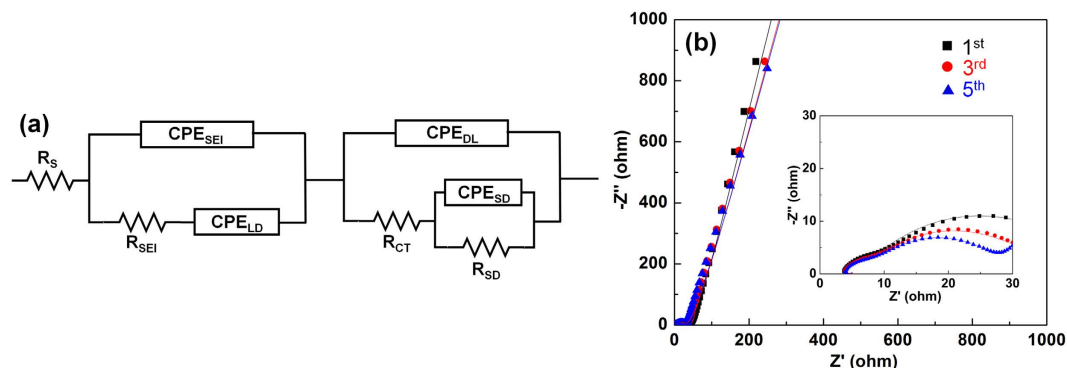 (a)
R_S
CPE_SEI
R_SEI
CPE_LD
CPE_DL
R_CT
CPE_SD
R_SD
(b)
1st
3rd
5th
-Z'' (ohm)
1000
800
600
400
200
0
0 200 400 600 800 1000
Z' (ohm)
-Z'' (ohm)
30
20
10
0
0 10 20 30
Z' (ohm)